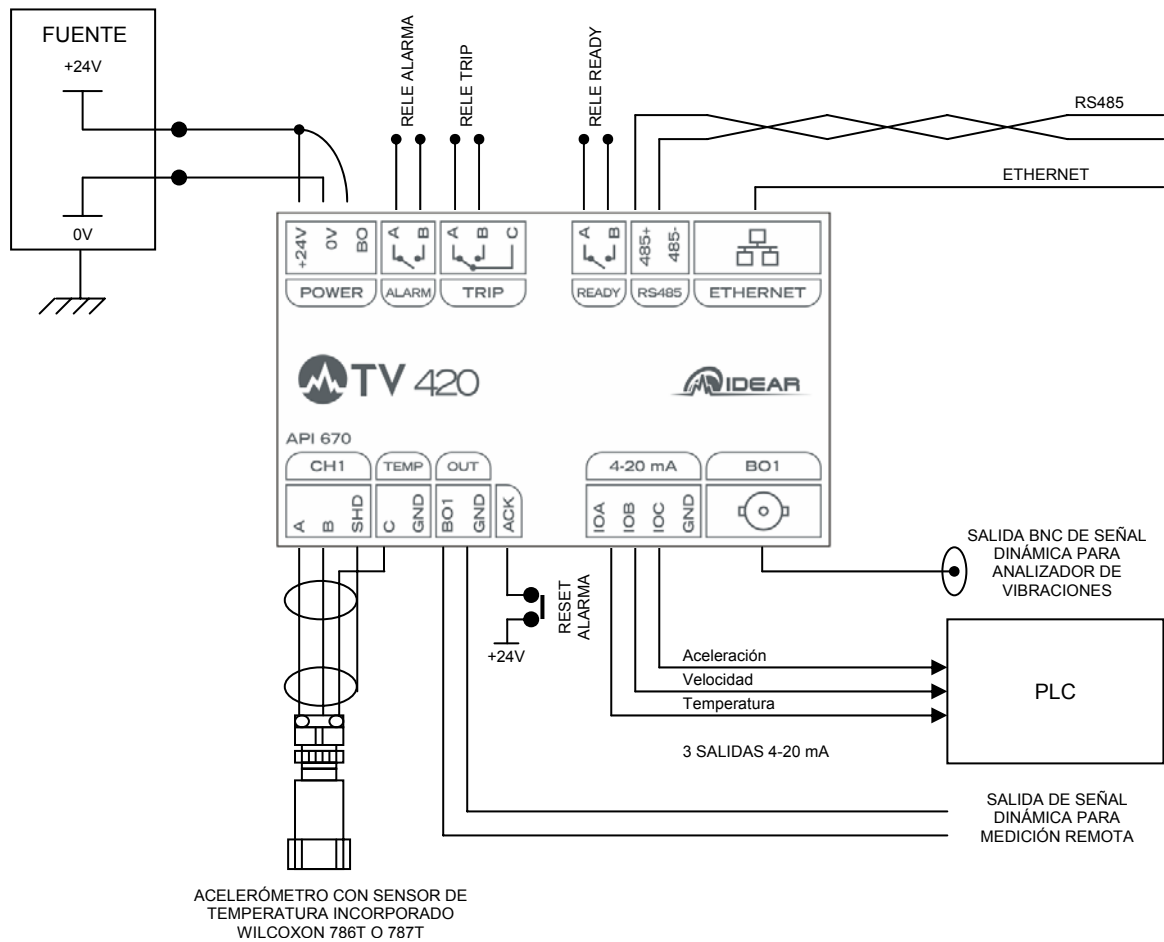 FUENTE
+24V
0V
RELE ALARMA
RELE TRIP
RELE READY
RS485
ETHERNET
+24V
0V
BO
A
B
A
B
C
A
B
485+
485-
POWER
ALARM
TRIP
READY
RS485
ETHERNET
TV 420
IDEAR
API 670
CH1
TEMP
OUT
4-20 mA
BO1
A
B
SHD
C
GND
BO1
GND
ACK
IOA
IOB
IOC
GND
RESET
ALARMA
+24V
SALIDA BNC DE SEÑAL
DINÁMICA PARA
ANALIZADOR DE
VIBRACIONES
Aceleración
Velocidad
Temperatura
PLC
3 SALIDAS 4-20 mA
SALIDA DE SEÑAL
DINÁMICA PARA
MEDICIÓN REMOTA
ACELERÓMETRO CON SENSOR DE
TEMPERATURA INCORPORADO
WILCOXON 786T O 787T